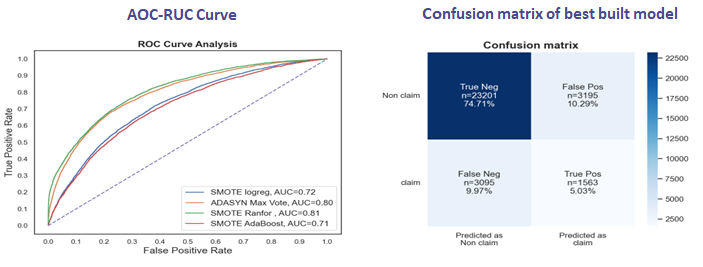 AOC-RUC Curve
Confusion matrix of best built model
ROC Curve Analysis
True Positive Rate
1.0
0.9
0.8
0.7
0.6
0.5
0.4
0.3
0.2
0.1
0.0
SMOTE logreg, AUC=0.72
ADASYN Max Vote, AUC=0.80
SMOTE Ranfor , AUC=0.81
SMOTE AdaBoost, AUC=0.71
0.0 0.1 0.2 0.3 0.4 0.5 0.6 0.7 0.8 0.9 1.0
False Positive Rate
Confusion matrix
Non claim
claim
True Neg
n=23201
74.71%
False Pos
n=3195
10.29%
False Neg
n=3095
9.97%
True Pos
n=1563
5.03%
Predicted as
Non claim
Predicted as
claim
22500
20000
17500
15000
12500
10000
7500
5000
2500